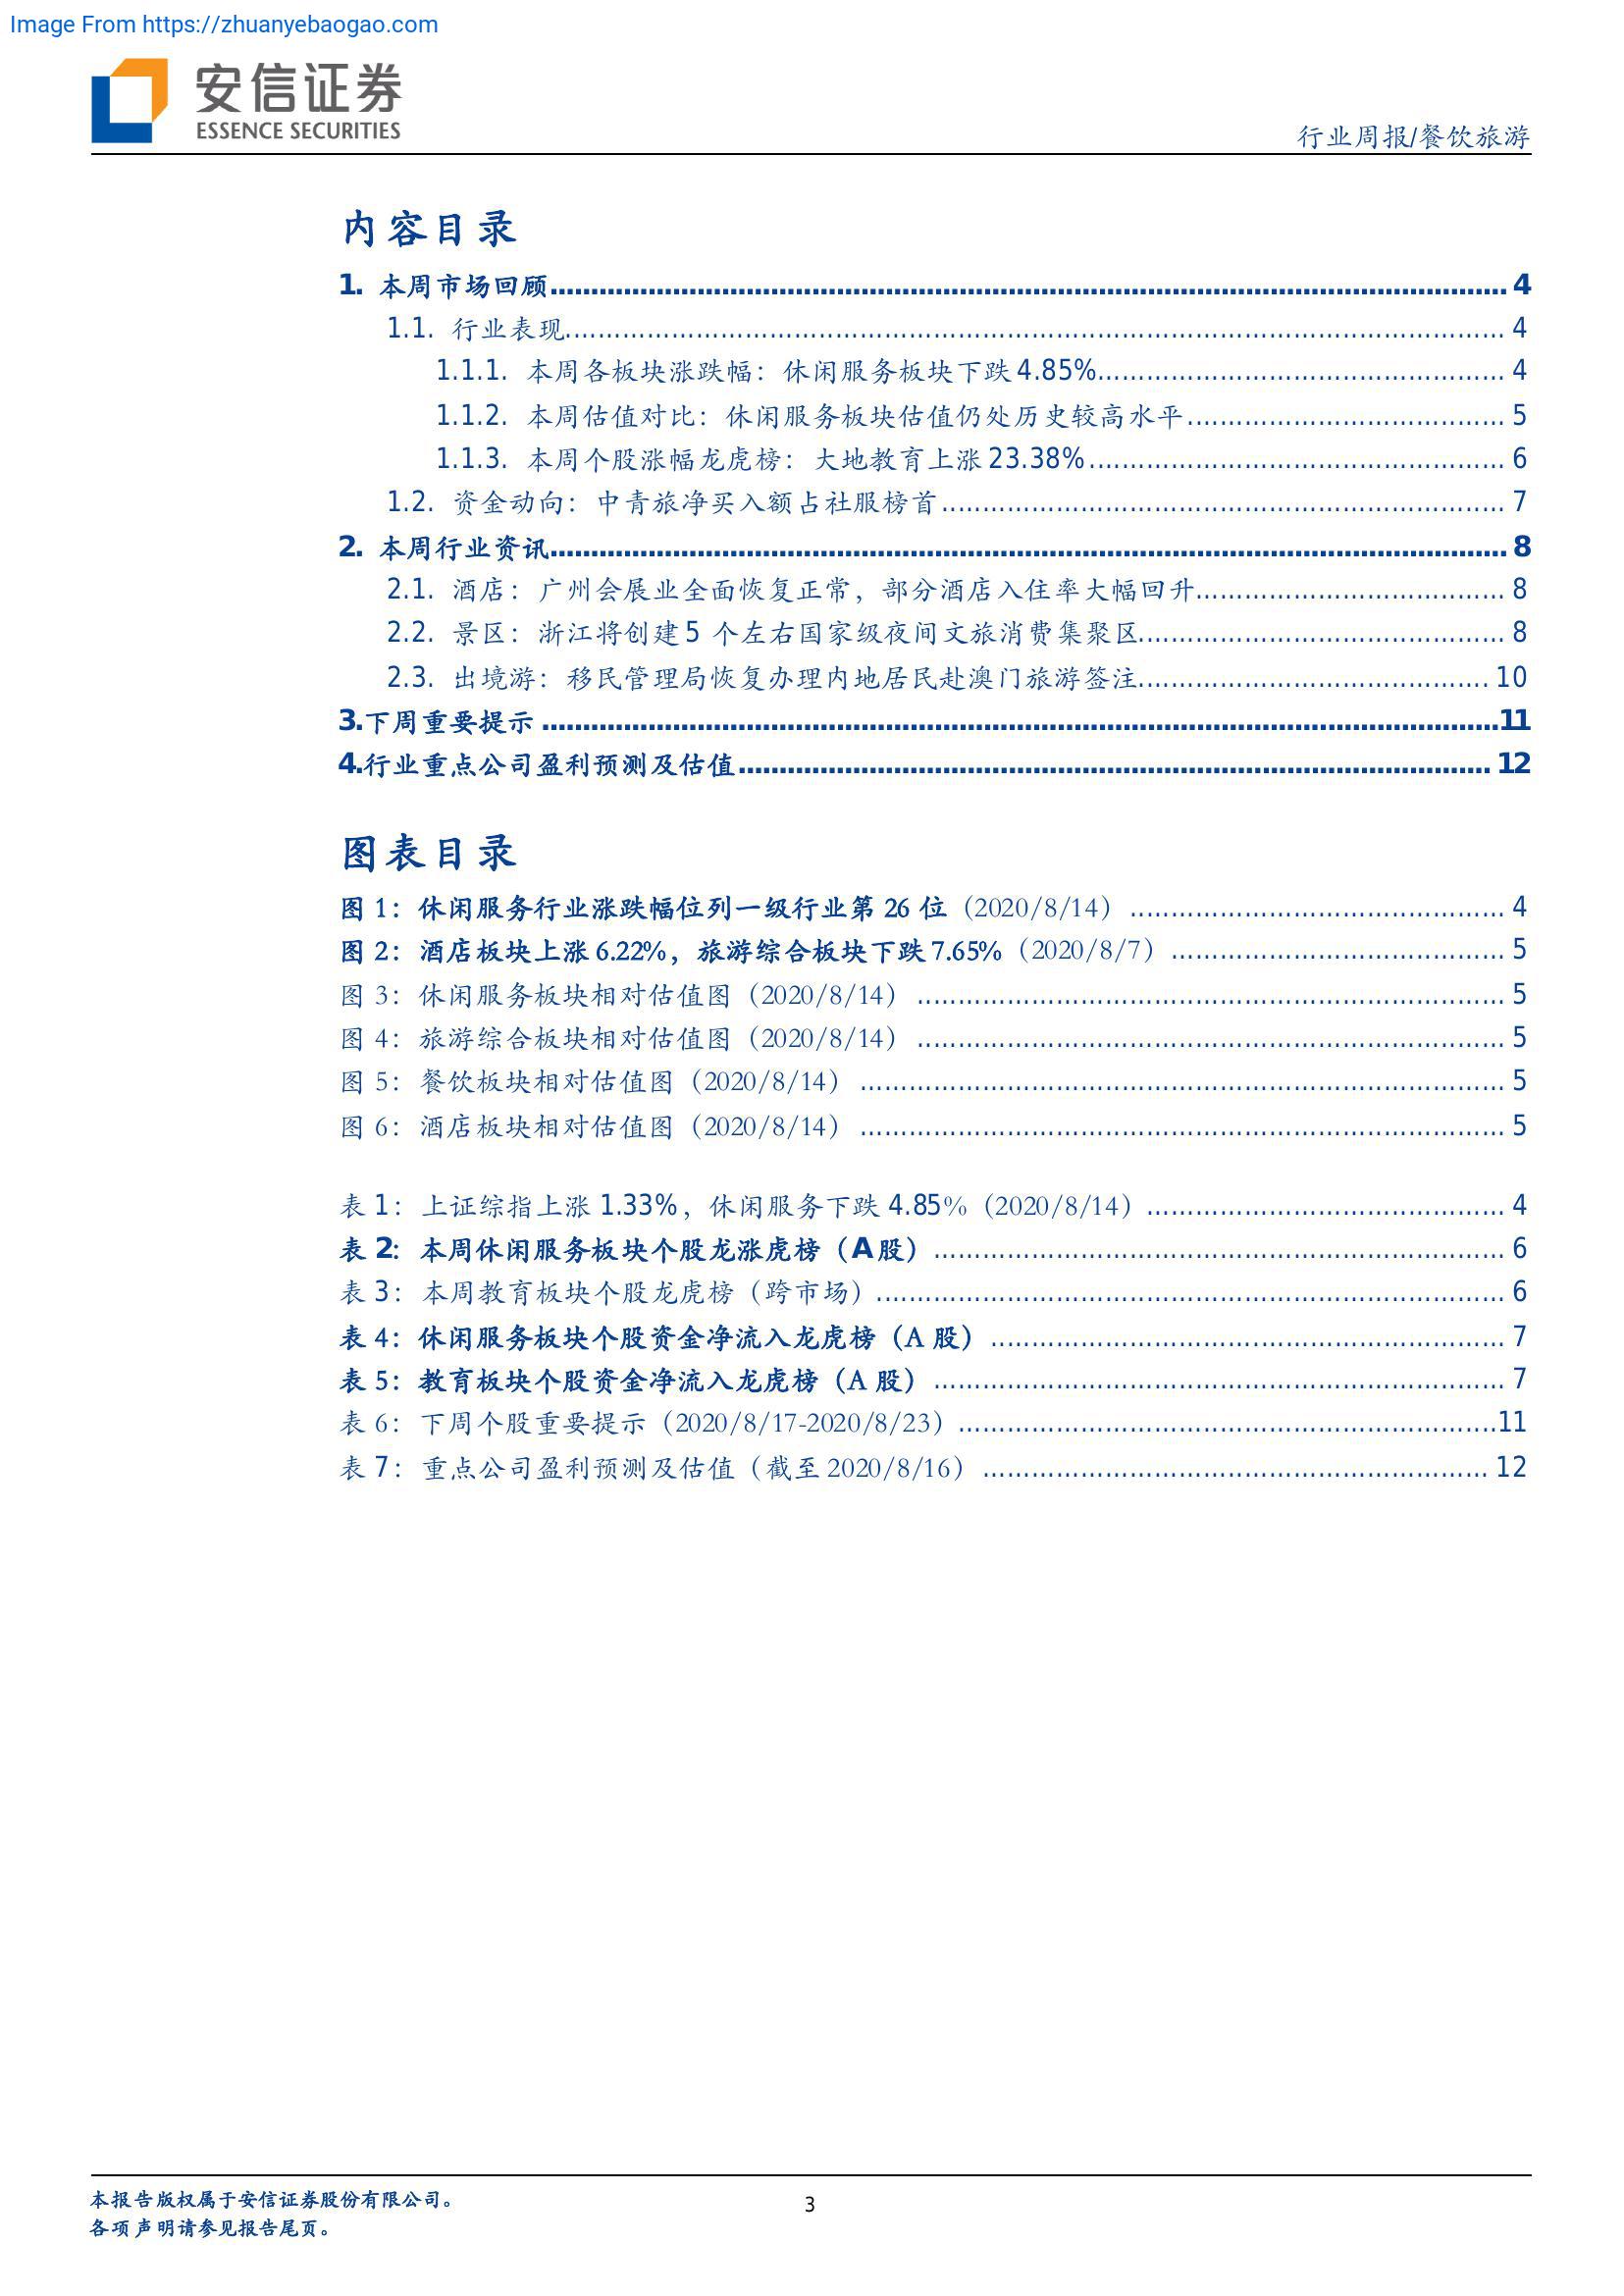 Image From https://zhuanyebaogao.com
安信证券
ESSENCE SECURITIES
行业周报/餐饮旅游
内容目录
1. 本周市场回顾 4
1.1. 行业表现 4
1.1.1. 本周各板块涨跌幅：休闲服务板块下跌 4.85% 4
1.1.2. 本周估值对比：休闲服务板块估值仍处历史较高水平 5
1.1.3. 本周个股涨幅龙虎榜：大地教育上涨 23.38% 6
1.2. 资金动向：中青旅净买入额占社服榜首 7
2. 本周行业资讯 8
2.1. 酒店：广州会展业全面恢复正常，部分酒店入住率大幅回升 8
2.2. 景区：浙江将创建 5 个左右国家级夜间文旅消费集聚区 8
2.3. 出境游：移民管理局恢复办理内地居民赴澳门旅游签注 10
3.下周重要提示 11
4.行业重点公司盈利预测及估值 12
图表目录
图 1：休闲服务行业涨跌幅位列一级行业第 26 位（2020/8/14） 4
图 2：酒店板块上涨 6.22%，旅游综合板块下跌 7.65%（2020/8/7） 5
图 3：休闲服务板块相对估值图（2020/8/14） 5
图 4：旅游综合板块相对估值图（2020/8/14） 5
图 5：餐饮板块相对估值图（2020/8/14） 5
图 6：酒店板块相对估值图（2020/8/14） 5
表 1：上证综指上涨 1.33%，休闲服务下跌 4.85%（2020/8/14） 4
表 2：本周休闲服务板块个股龙涨虎榜（A 股） 6
表 3：本周教育板块个股龙虎榜（跨市场） 6
表 4：休闲服务板块个股资金净流入龙虎榜（A 股） 7
表 5：教育板块个股资金净流入龙虎榜（A 股） 7
表 6：下周个股重要提示（2020/8/17-2020/8/23） 11
表 7：重点公司盈利预测及估值（截至 2020/8/16） 12
本报告版权属于安信证券股份有限公司。
3
各项声明请参见报告尾页。